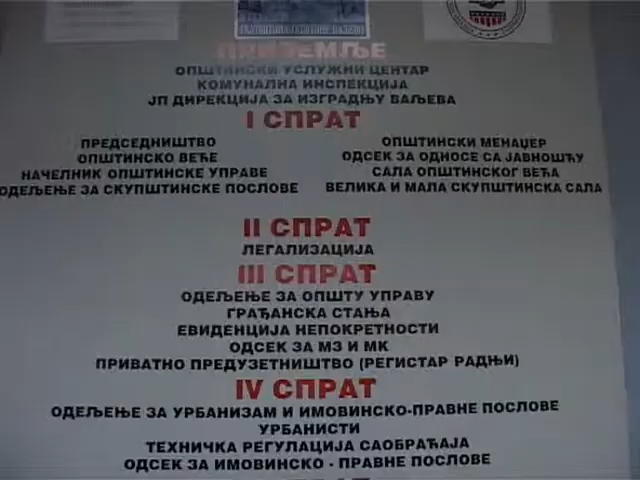 ПРИЗЕМЉЕ
ОПШТИНСКИ УСЛУЖНИ ЦЕНТАР
КОМУНАЛНА ИНСПЕКЦИЈА
ЈП ДИРЕКЦИЈА ЗА ИЗГРАДЊУ ВАЉЕВА
I СПРАТ
ПРЕДСЕДНИШТВО
ОПШТИНСКО ВЕЋЕ
НАЧЕЛНИК ОПШТИНСКЕ УПРАВЕ
ОДЕЉЕЊЕ ЗА СКУПШТИНСКЕ ПОСЛОВЕ
ОПШТИНСКИ МЕНАЏЕР
ОДСЕК ЗА ОДНОСЕ СА ЈАВНОШЋУ
САЛА ОПШТИНСКОГ ВЕЋА
ВЕЛИКА И МАЛА СКУПШТИНСКА САЛА
II СПРАТ
ЛЕГАЛИЗАЦИЈА
III СПРАТ
ОДЕЉЕЊЕ ЗА ОПШТУ УПРАВУ
ГРАЂАНСКА СТАЊА
ЕВИДЕНЦИЈА НЕПОКРЕТНОСТИ
ОДСЕК ЗА МЗ И МК
ПРИВАТНО ПРЕДУЗЕТНИШТВО (РЕГИСТАР РАДЊИ)
IV СПРАТ
ОДЕЉЕЊЕ ЗА УРБАНИЗАМ И ИМОВИНСКО-ПРАВНЕ ПОСЛОВЕ
УРБАНИСТИ
ТЕХНИЧКА РЕГУЛАЦИЈА САОБРАЋАЈА
ОДСЕК ЗА ИМОВИНСКО - ПРАВНЕ ПОСЛОВЕ